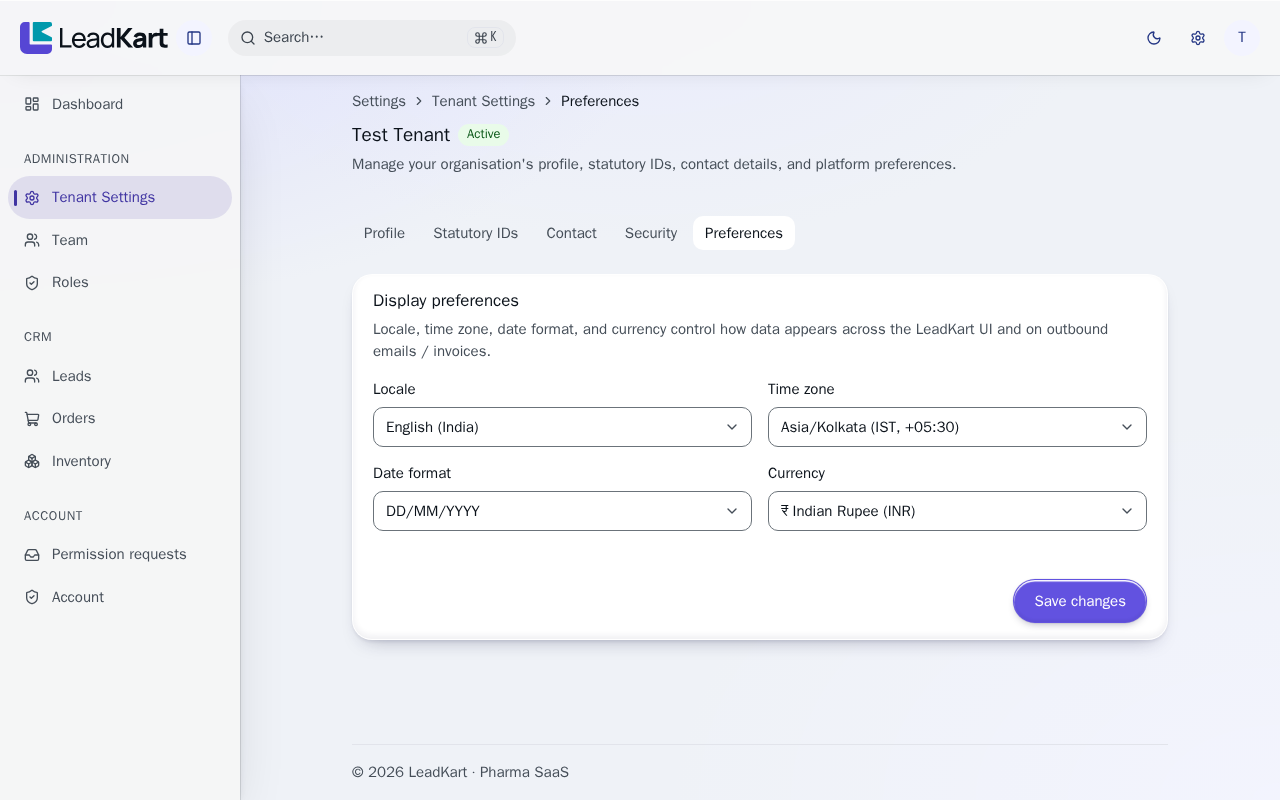 LeadKart
Search…
⌘K
T
Dashboard
ADMINISTRATION
Tenant Settings
Team
Roles
CRM
Leads
Orders
Inventory
ACCOUNT
Permission requests
Account
Settings > Tenant Settings > Preferences
Test Tenant Active
Manage your organisation's profile, statutory IDs, contact details, and platform preferences.
Profile Statutory IDs Contact Security Preferences
Display preferences
Locale, time zone, date format, and currency control how data appears across the LeadKart UI and on outbound
emails / invoices.
Locale
English (India)
Time zone
Asia/Kolkata (IST, +05:30)
Date format
DD/MM/YYYY
Currency
₹ Indian Rupee (INR)
Save changes
© 2026 LeadKart · Pharma SaaS